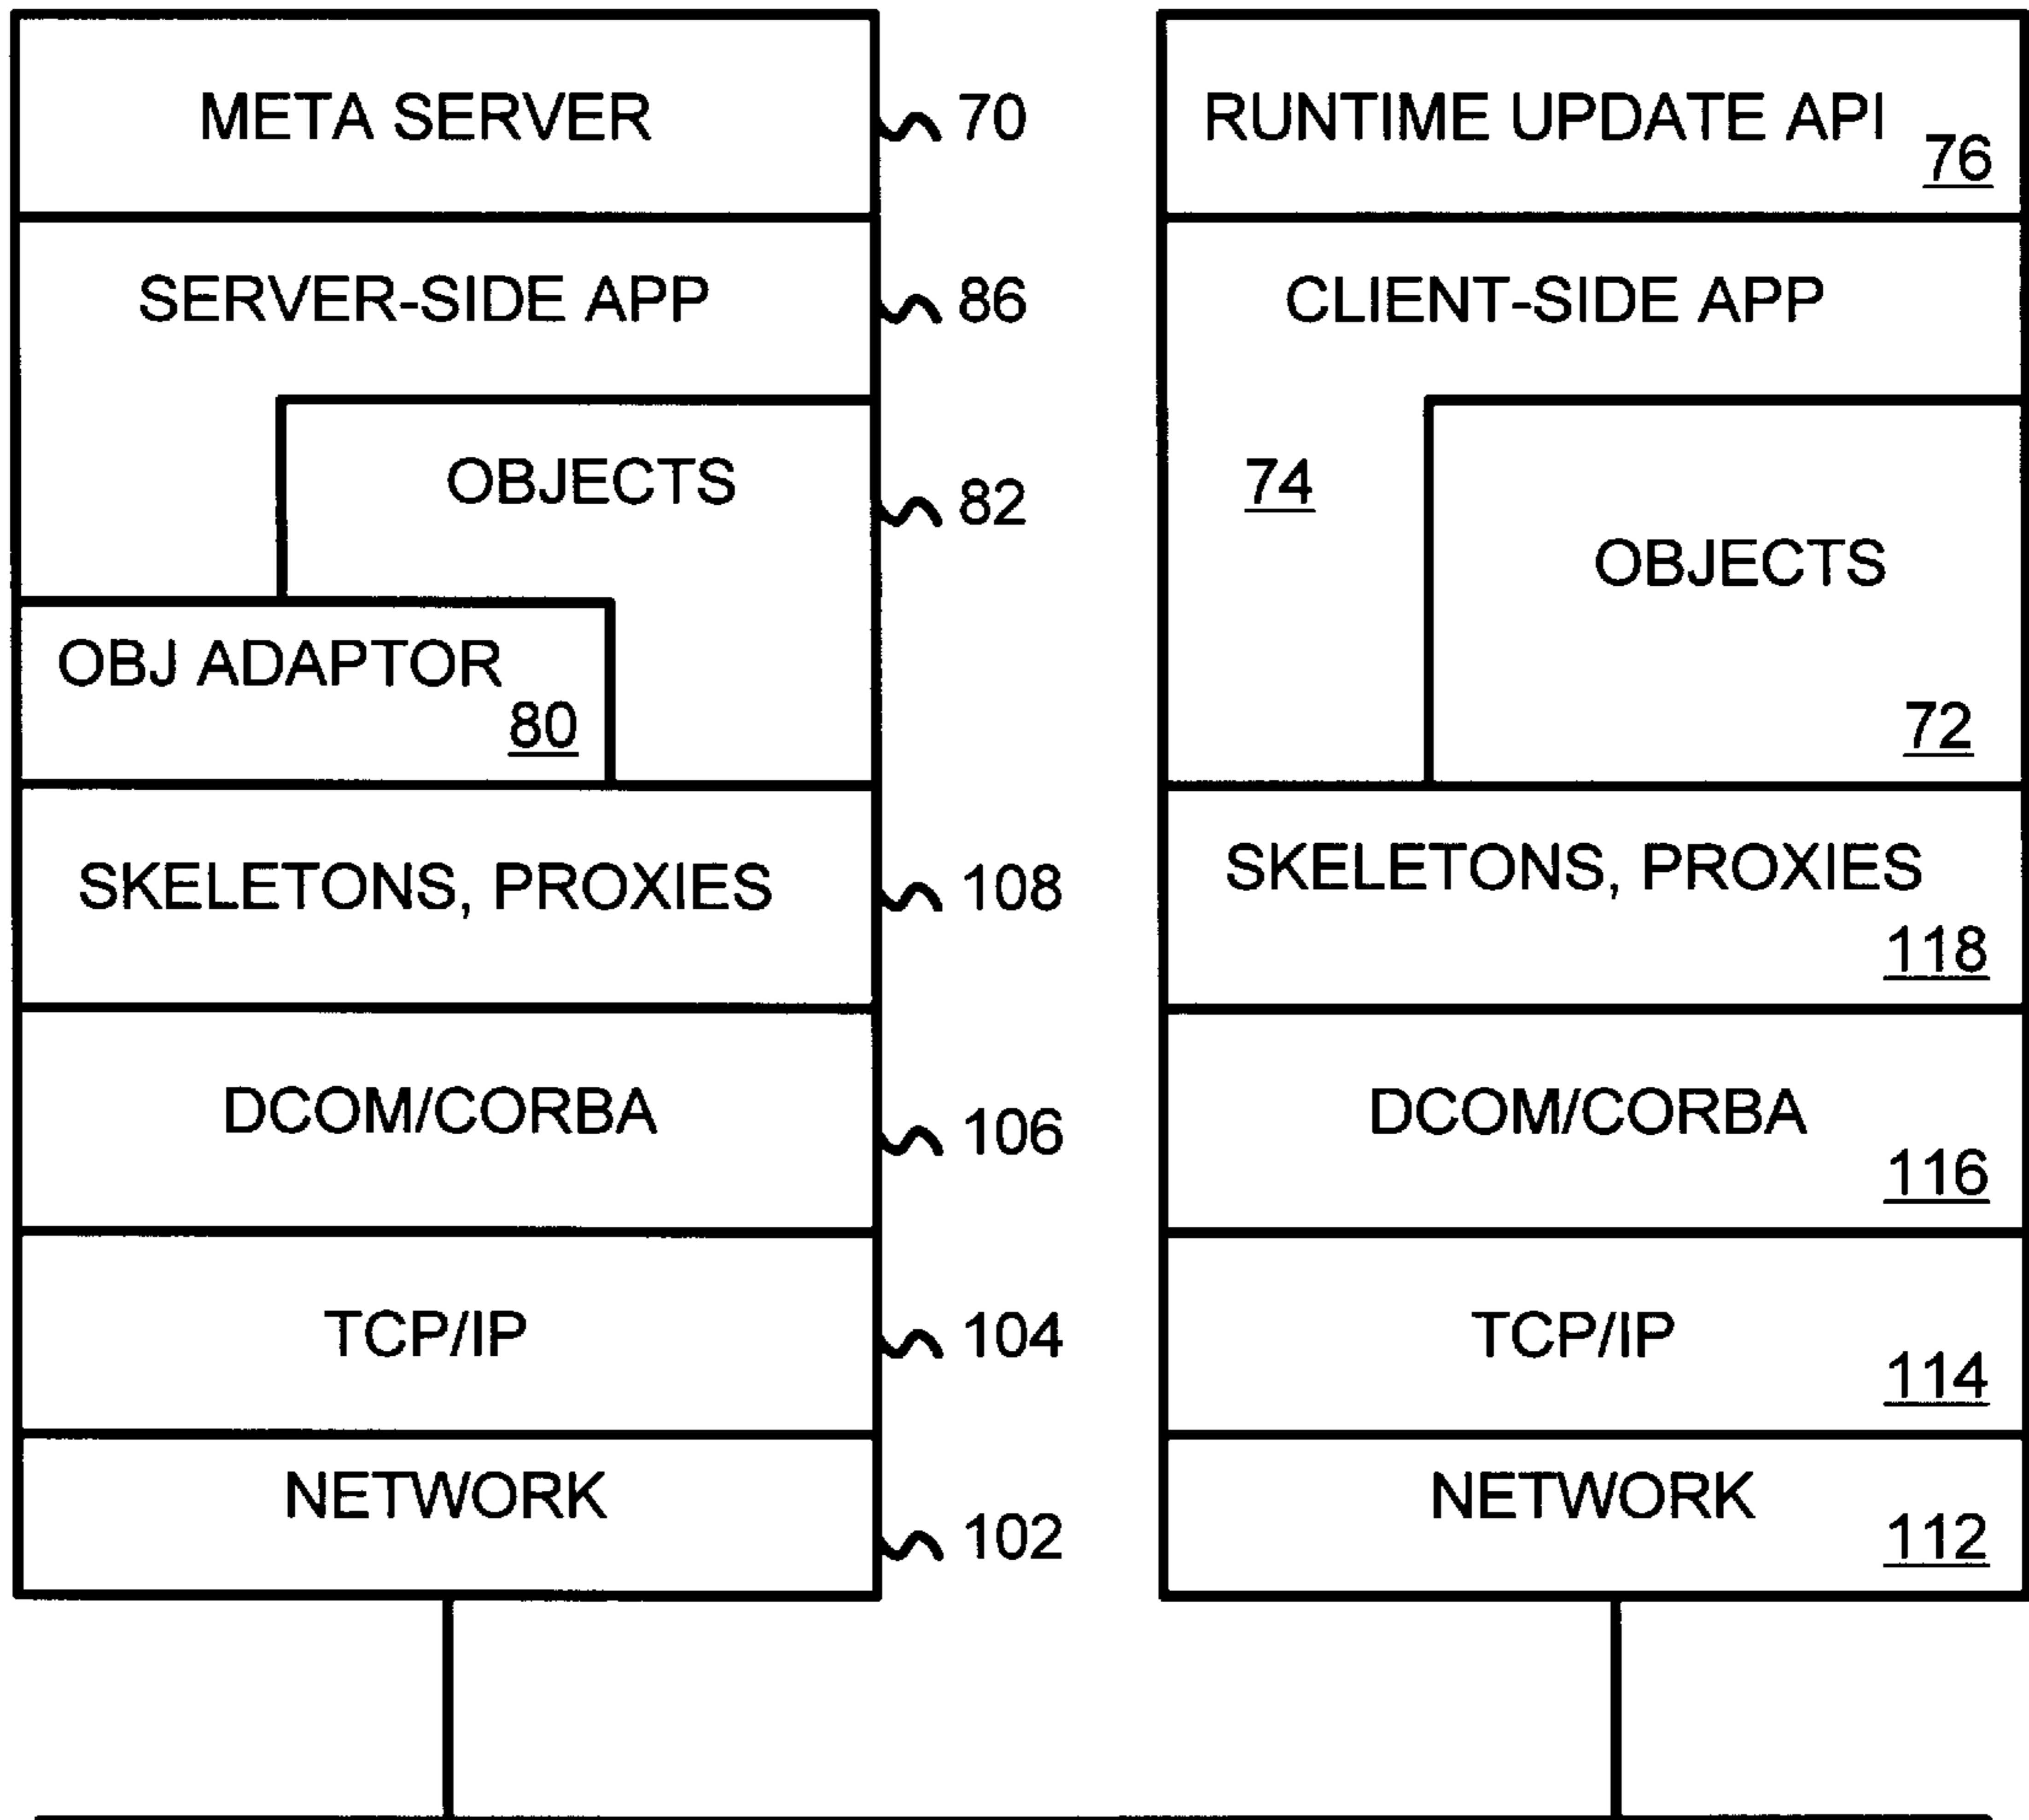 META SERVER
70
SERVER-SIDE APP
86
OBJECTS
82
OBJ ADAPTOR
80
SKELETONS, PROXIES
108
DCOM/CORBA
106
TCP/IP
104
NETWORK
102
RUNTIME UPDATE API
76
CLIENT-SIDE APP
74
OBJECTS
72
SKELETONS, PROXIES
118
DCOM/CORBA
116
TCP/IP
114
NETWORK
112